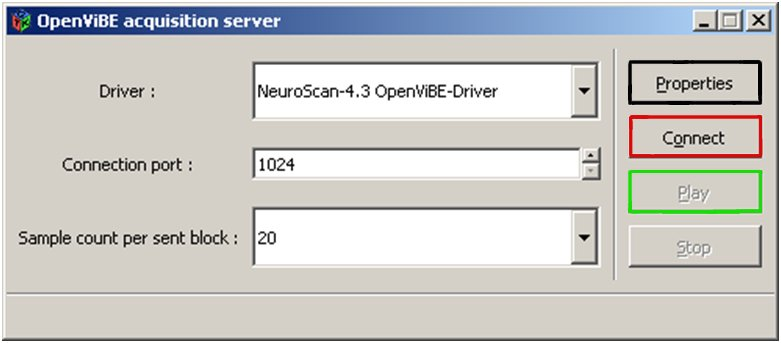 OpenViBE acquisition server
Driver : NeuroScan-4.3 OpenViBE-Driver
Connection port : 1024
Sample count per sent block : 20
Properties
Connect
Play
Stop